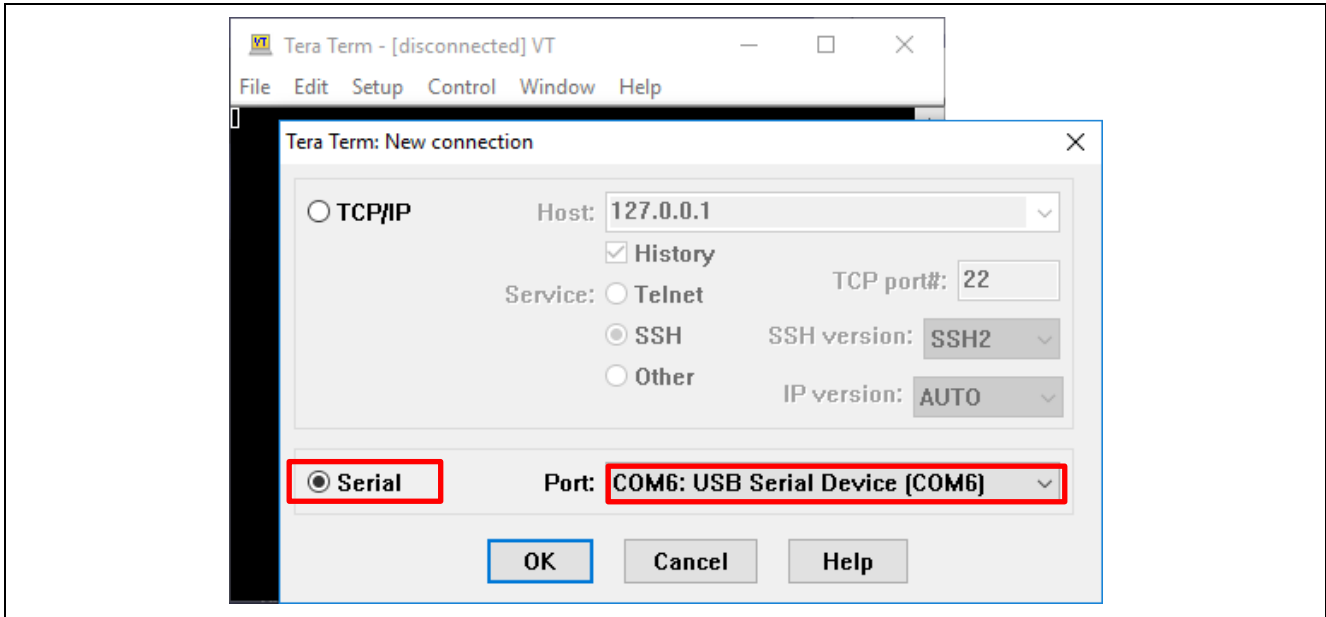 VT Tera Term - [disconnected] VT
File Edit Setup Control Window Help
Tera Term: New connection
TCP/IP Host: 127.0.0.1
History
Service: Telnet TCP port#: 22
SSH SSH version: SSH2
Other IP version: AUTO
Serial Port: COM6: USB Serial Device (COM6)
OK Cancel Help